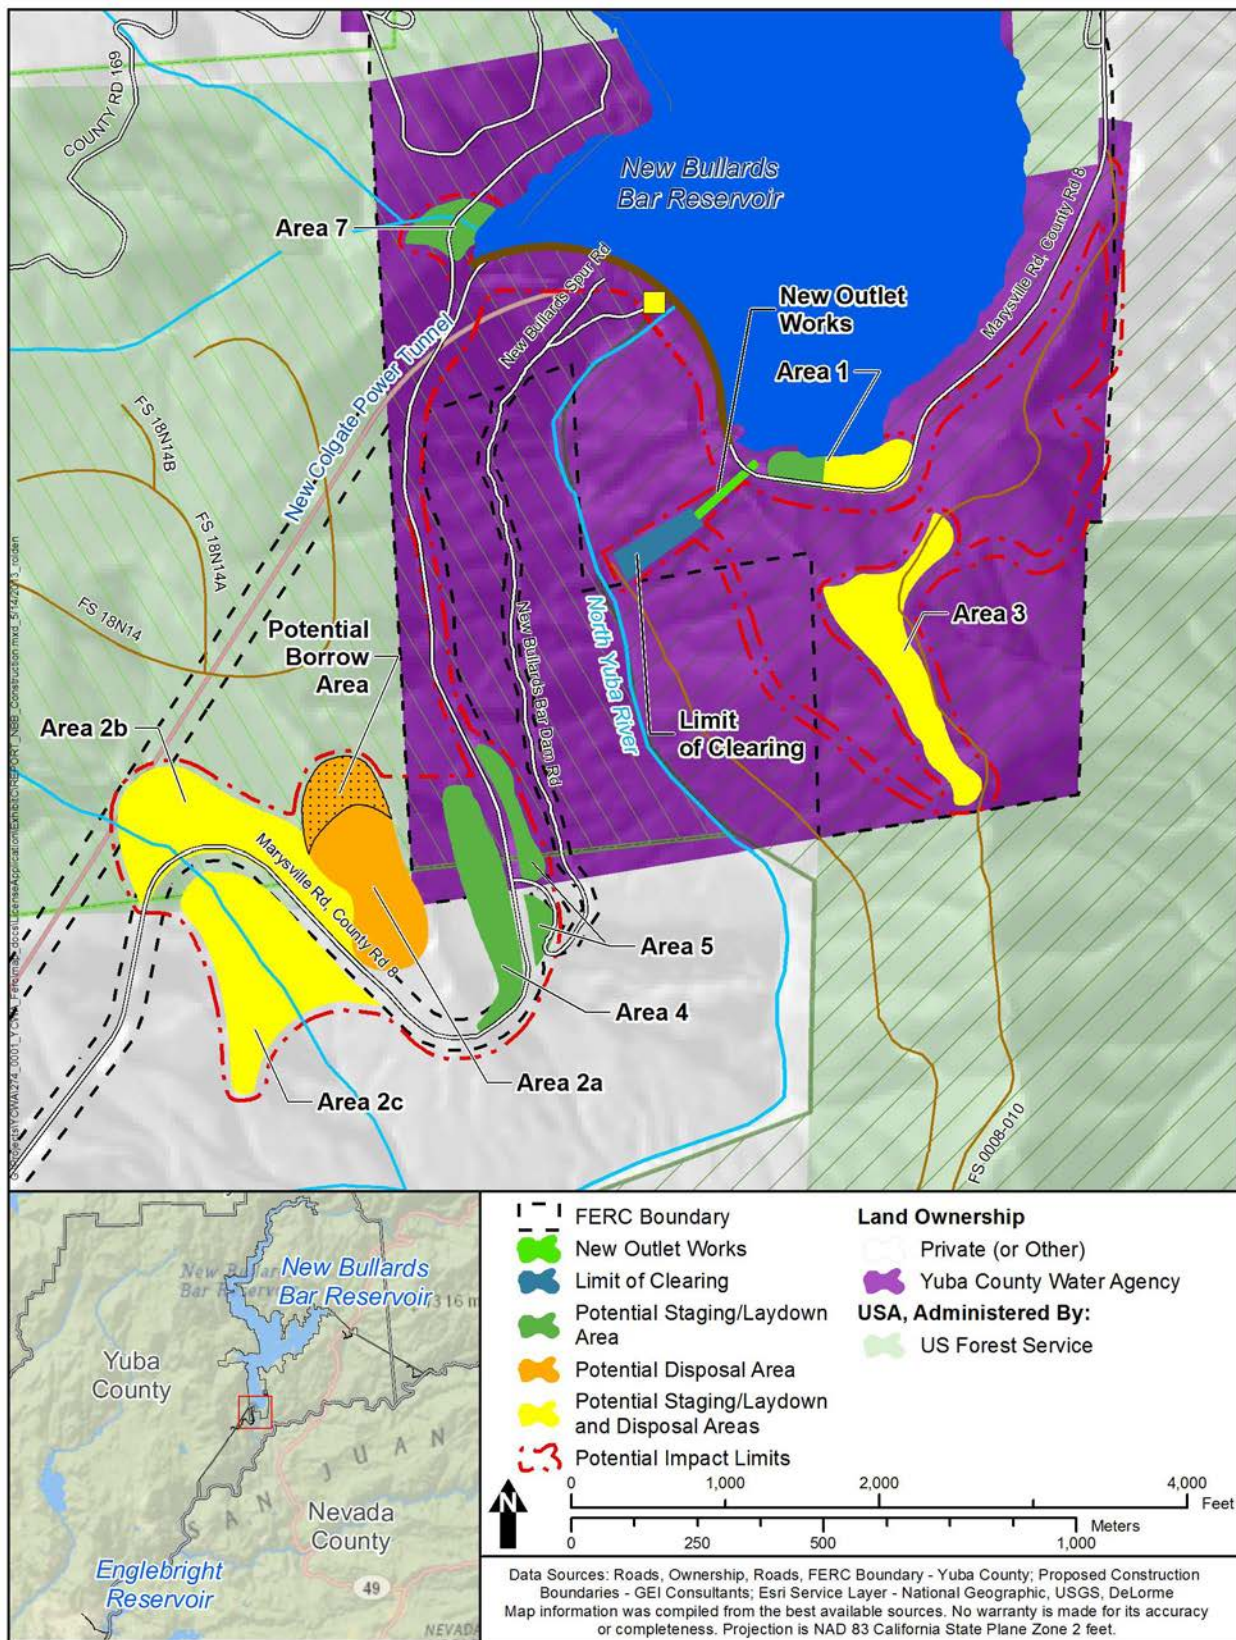 COUNTY RD 169
New Bullards
Bar Reservoir
Area 7
New Bullards Spur Rd
Marysville Rd, County Rd 8
New Outlet
Works
Area 1
New Colgate Power Tunnel
FS 18N14B
FS 18N14A
FS 18N14
Potential
Borrow
Area
New Bullards Bar Dam Rd
North Yuba River
Area 3
Limit
of Clearing
Area 2b
Marysville Rd, County Rd 8
Area 5
Area 4
Area 2a
Area 2c
FS 0008-010
New Bullards
Bar Reservoir
New Bullards
Bar Reservoir
316 m
Yuba
County
SAN JUAN
Nevada
County
Englebright
Reservoir
49
NEVADA
FERC Boundary
New Outlet Works
Limit of Clearing
Potential Staging/Laydown
Area
Potential Disposal Area
Potential Staging/Laydown
and Disposal Areas
Potential Impact Limits
Land Ownership
Private (or Other)
Yuba County Water Agency
USA, Administered By:
US Forest Service
N
0 1,000 2,000 4,000
Feet
Meters
0 250 500 1,000
Data Sources: Roads, Ownership, Roads, FERC Boundary - Yuba County; Proposed Construction
Boundaries - GEI Consultants; Esri Service Layer - National Geographic, USGS, DeLorme
Map information was compiled from the best available sources. No warranty is made for its accuracy
or completeness. Projection is NAD 83 California State Plane Zone 2 feet.